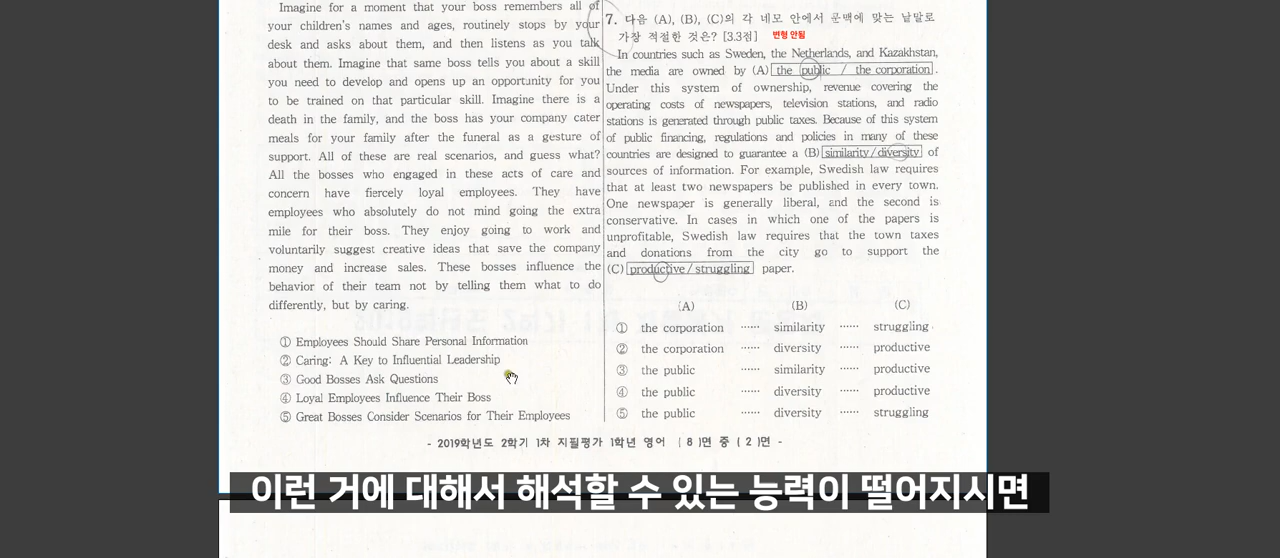 Imagine for a moment that your boss remembers all of
your children's names and ages, routinely stops by your
desk and asks about them, and then listens as you talk
about them. Imagine that same boss tells you about a skill
you need to develop and opens up an opportunity for you
to be trained on that particular skill. Imagine there is a
death in the family, and the boss has your company cater
meals for your family after the funeral as a gesture of
support. All of these are real scenarios, and guess what?
All the bosses who engaged in these acts of care and
concern have fiercely loyal employees. They have
employees who absolutely do not mind going the extra
mile for their boss. They enjoy going to work and
voluntarily suggest creative ideas that save the company
money and increase sales. These bosses influence the
behavior of their team not by telling them what to do
differently, but by caring.
① Employees Should Share Personal Information
② Caring: A Key to Influential Leadership
③ Good Bosses Ask Questions
④ Loyal Employees Influence Their Boss
⑤ Great Bosses Consider Scenarios for Their Employees
7. 다음 (A), (B), (C)의 각 네모 안에서 문맥에 맞는 낱말로
가장 적절한 것은? [3.3점] 변형 안됨
In countries such as Sweden, the Netherlands, and Kazakhstan,
the media are owned by (A) the public / the corporation.
Under this system of ownership, revenue covering the
operating costs of newspapers, television stations, and radio
stations is generated through public taxes. Because of this system
of public financing, regulations and policies in many of these
countries are designed to guarantee a (B) similarity / diversity of
sources of information. For example, Swedish law requires
that at least two newspapers be published in every town.
One newspaper is generally liberal, and the second is
conservative. In cases in which one of the papers is
unprofitable, Swedish law requires that the town taxes
and donations from the city go to support the
(C) productive / struggling paper.
(A) (B) (C)
① the corporation ...... similarity ...... struggling
② the corporation ...... diversity ...... productive
③ the public ...... similarity ...... productive
④ the public ...... diversity ...... productive
⑤ the public ...... diversity ...... struggling
- 2019학년도 2학기 1차 지필평가 1학년 영어 ( 8 )면 중 ( 2 )면 -
이런 거에 대해서 해석할 수 있는 능력이 떨어지시면